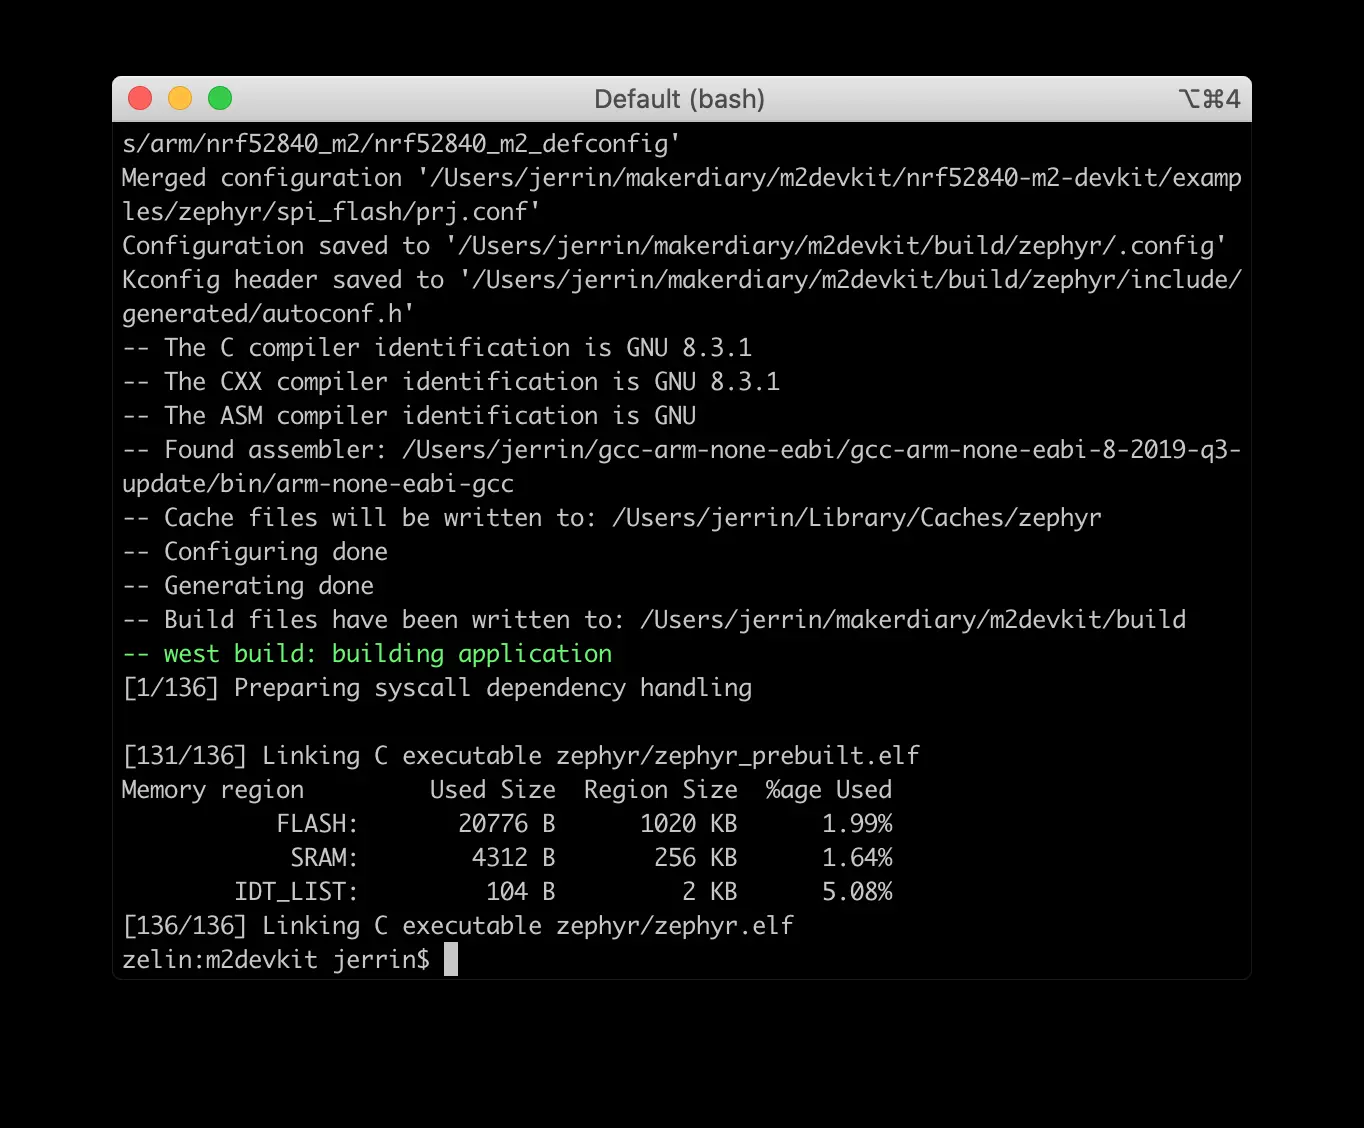 Default (bash)
⌥⌘4
s/arm/nrf52840_m2/nrf52840_m2_defconfig'
Merged configuration '/Users/jerrin/makerdiary/m2devkit/nrf52840-m2-devkit/examp
les/zephyr/spi_flash/prj.conf'
Configuration saved to '/Users/jerrin/makerdiary/m2devkit/build/zephyr/.config'
Kconfig header saved to '/Users/jerrin/makerdiary/m2devkit/build/zephyr/include/
generated/autoconf.h'
-- The C compiler identification is GNU 8.3.1
-- The CXX compiler identification is GNU 8.3.1
-- The ASM compiler identification is GNU
-- Found assembler: /Users/jerrin/gcc-arm-none-eabi/gcc-arm-none-eabi-8-2019-q3-
update/bin/arm-none-eabi-gcc
-- Cache files will be written to: /Users/jerrin/Library/Caches/zephyr
-- Configuring done
-- Generating done
-- Build files have been written to: /Users/jerrin/makerdiary/m2devkit/build
-- west build: building application
[1/136] Preparing syscall dependency handling

[131/136] Linking C executable zephyr/zephyr_prebuilt.elf
Memory region         Used Size  Region Size  %age Used
           FLASH:       20776 B      1020 KB      1.99%
            SRAM:        4312 B       256 KB      1.64%
        IDT_LIST:         104 B         2 KB      5.08%
[136/136] Linking C executable zephyr/zephyr.elf
zelin:m2devkit jerrin$